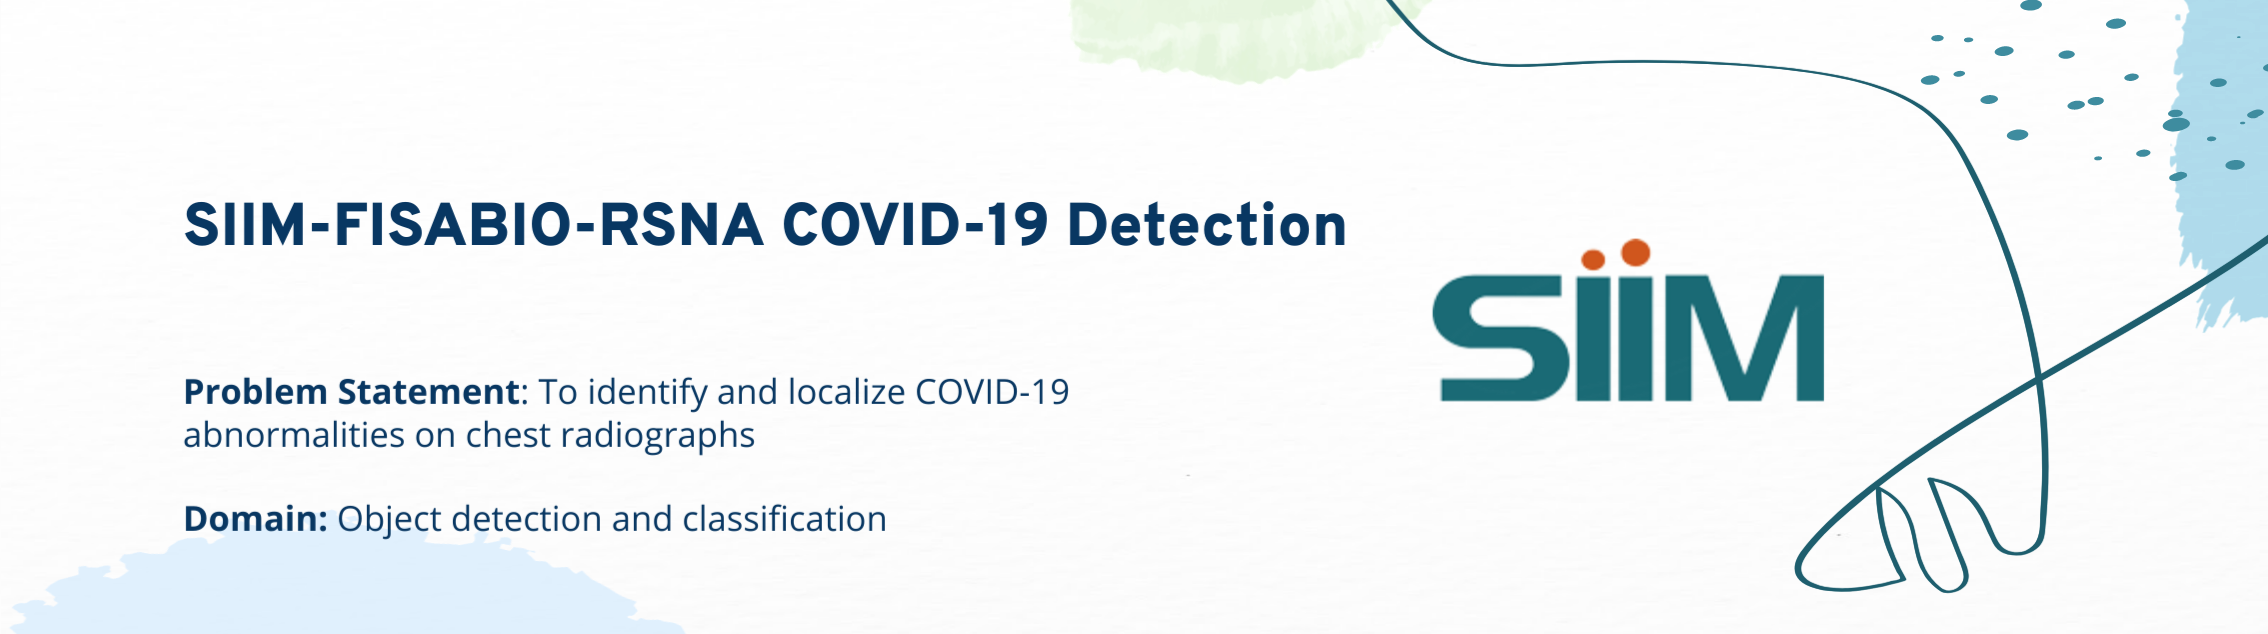 SIIM-FISABIO-RSNA COVID-19 Detection
SiiM
Problem Statement: To identify and localize COVID-19
abnormalities on chest radiographs
Domain: Object detection and classification